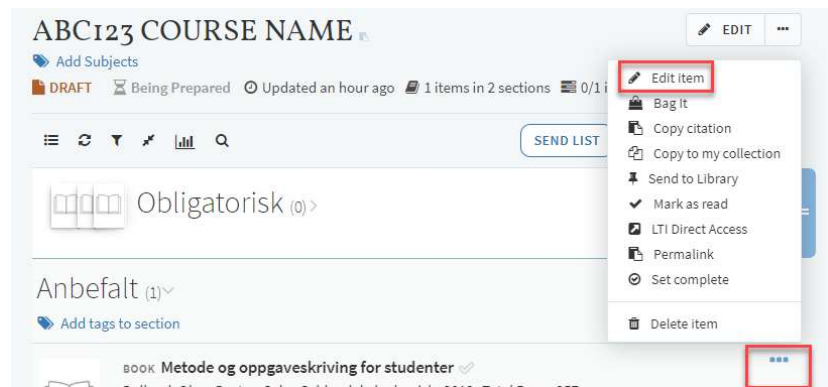 ABC123 COURSE NAME
EDIT
Add Subjects
DRAFT Being Prepared Updated an hour ago 1 items in 2 sections 0/1 i
Edit item
Bag It
Copy citation
Copy to my collection
Send to Library
Mark as read
LTI Direct Access
Permalink
Set complete
Delete item
SEND LIST
Obligatorisk (0)
Anbefalt (1)
Add tags to section
BOOK Metode og oppgaveskriving for studenter